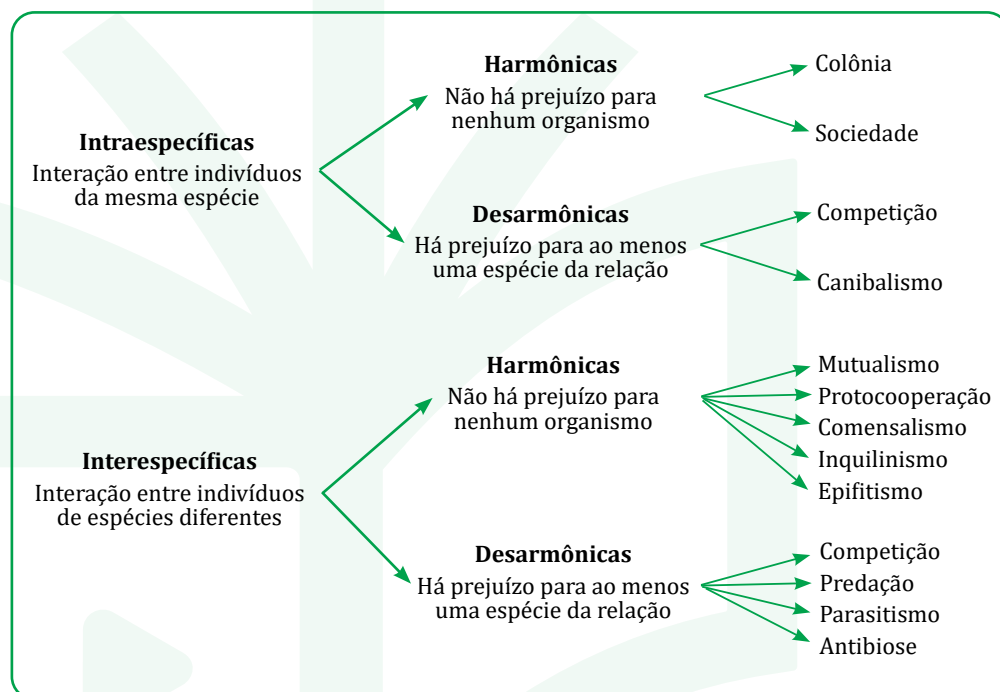 Intraespecíficas
Interação entre indivíduos
da mesma espécie
Harmônicas
Não há prejuízo para
nenhum organismo
Colônia
Sociedade
Desarmônicas
Há prejuízo para ao menos
uma espécie da relação
Competição
Canibalismo
Interespecíficas
Interação entre indivíduos
de espécies diferentes
Harmônicas
Não há prejuízo para
nenhum organismo
Mutualismo
Protocooperação
Comensalismo
Inquilinismo
Epifitismo
Desarmônicas
Há prejuízo para ao menos
uma espécie da relação
Competição
Predação
Parasitismo
Antibiose